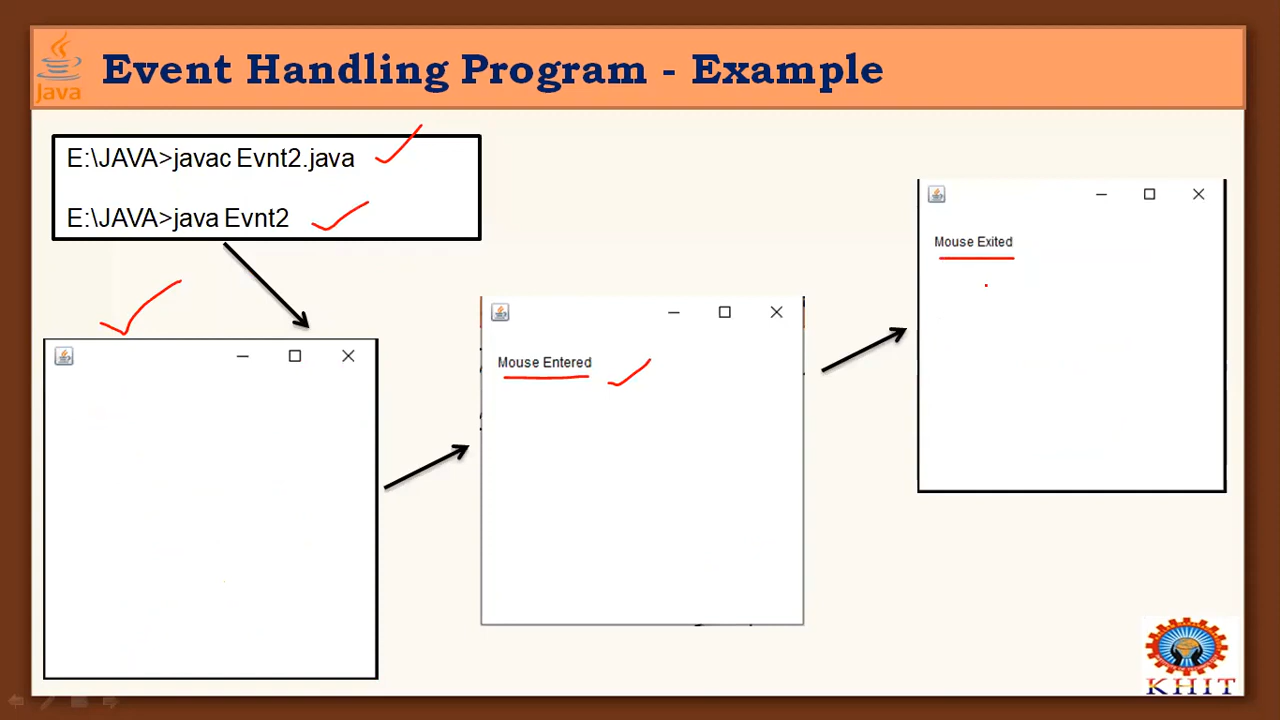 Java
Event Handling Program - Example
E:\JAVA>javac Evnt2.java
E:\JAVA>java Evnt2
Mouse Entered
Mouse Exited
KHIT